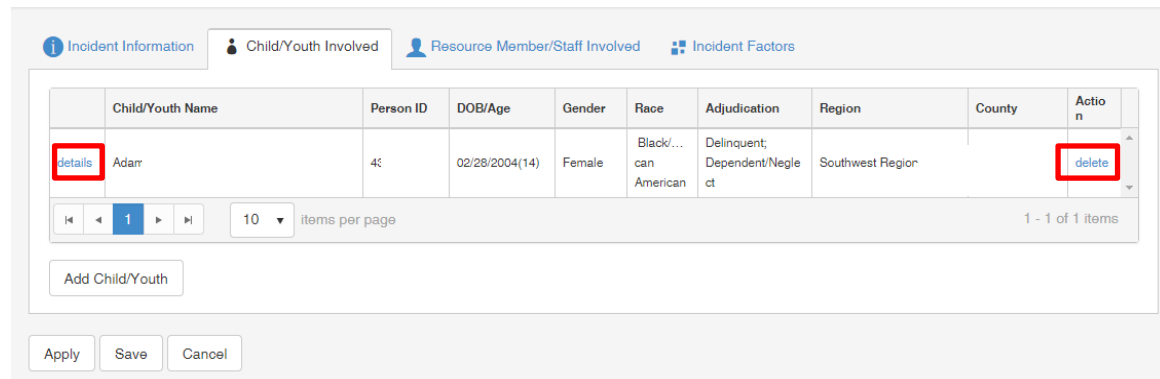 Incident Information Child/Youth Involved Resource Member/Staff Involved Incident Factors
Child/Youth Name Person ID DOB/Age Gender Race Adjudication Region County Actio
n
details Adam 43 02/28/2004(14) Female Black/... Delinquent; Southwest Region delete
can Dependent/Negle
American ct
1 10 items per page 1 - 1 of 1 items
Add Child/Youth
Apply Save Cancel